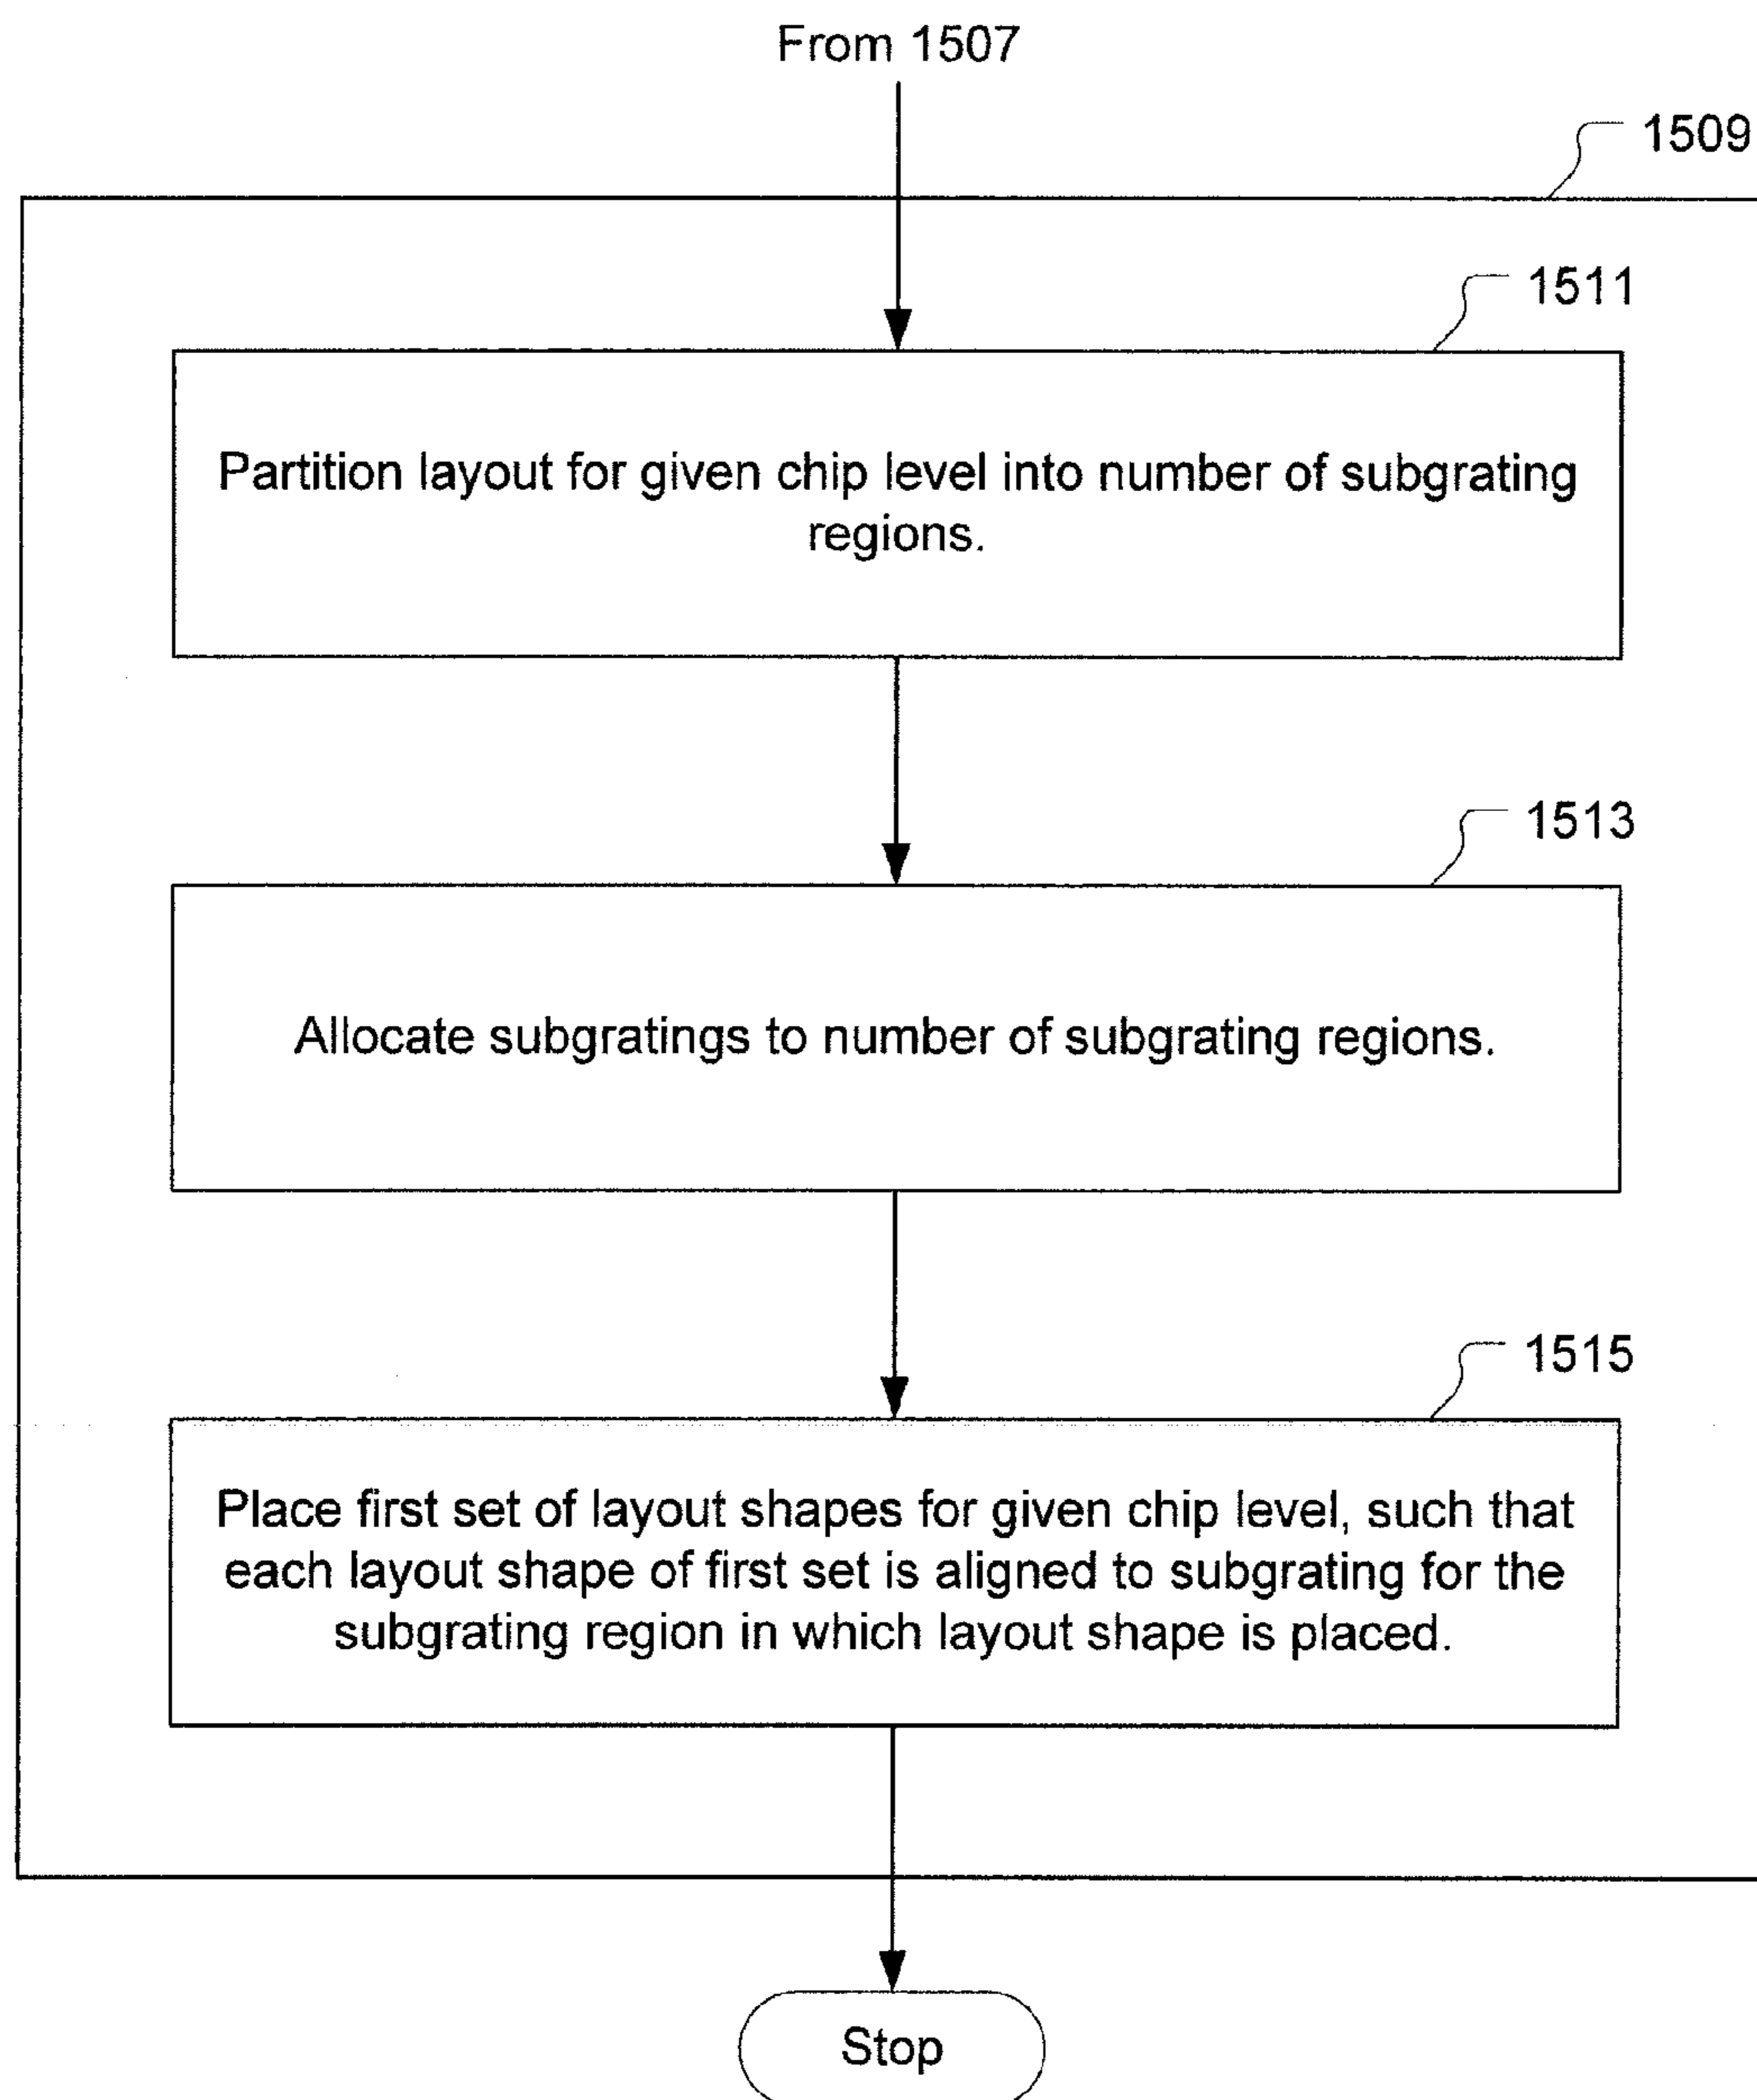 From 1507
1509
1511
Partition layout for given chip level into number of subgrating
regions.
1513
Allocate subgratings to number of subgrating regions.
1515
Place first set of layout shapes for given chip level, such that
each layout shape of first set is aligned to subgrating for the
subgrating region in which layout shape is placed.
Stop